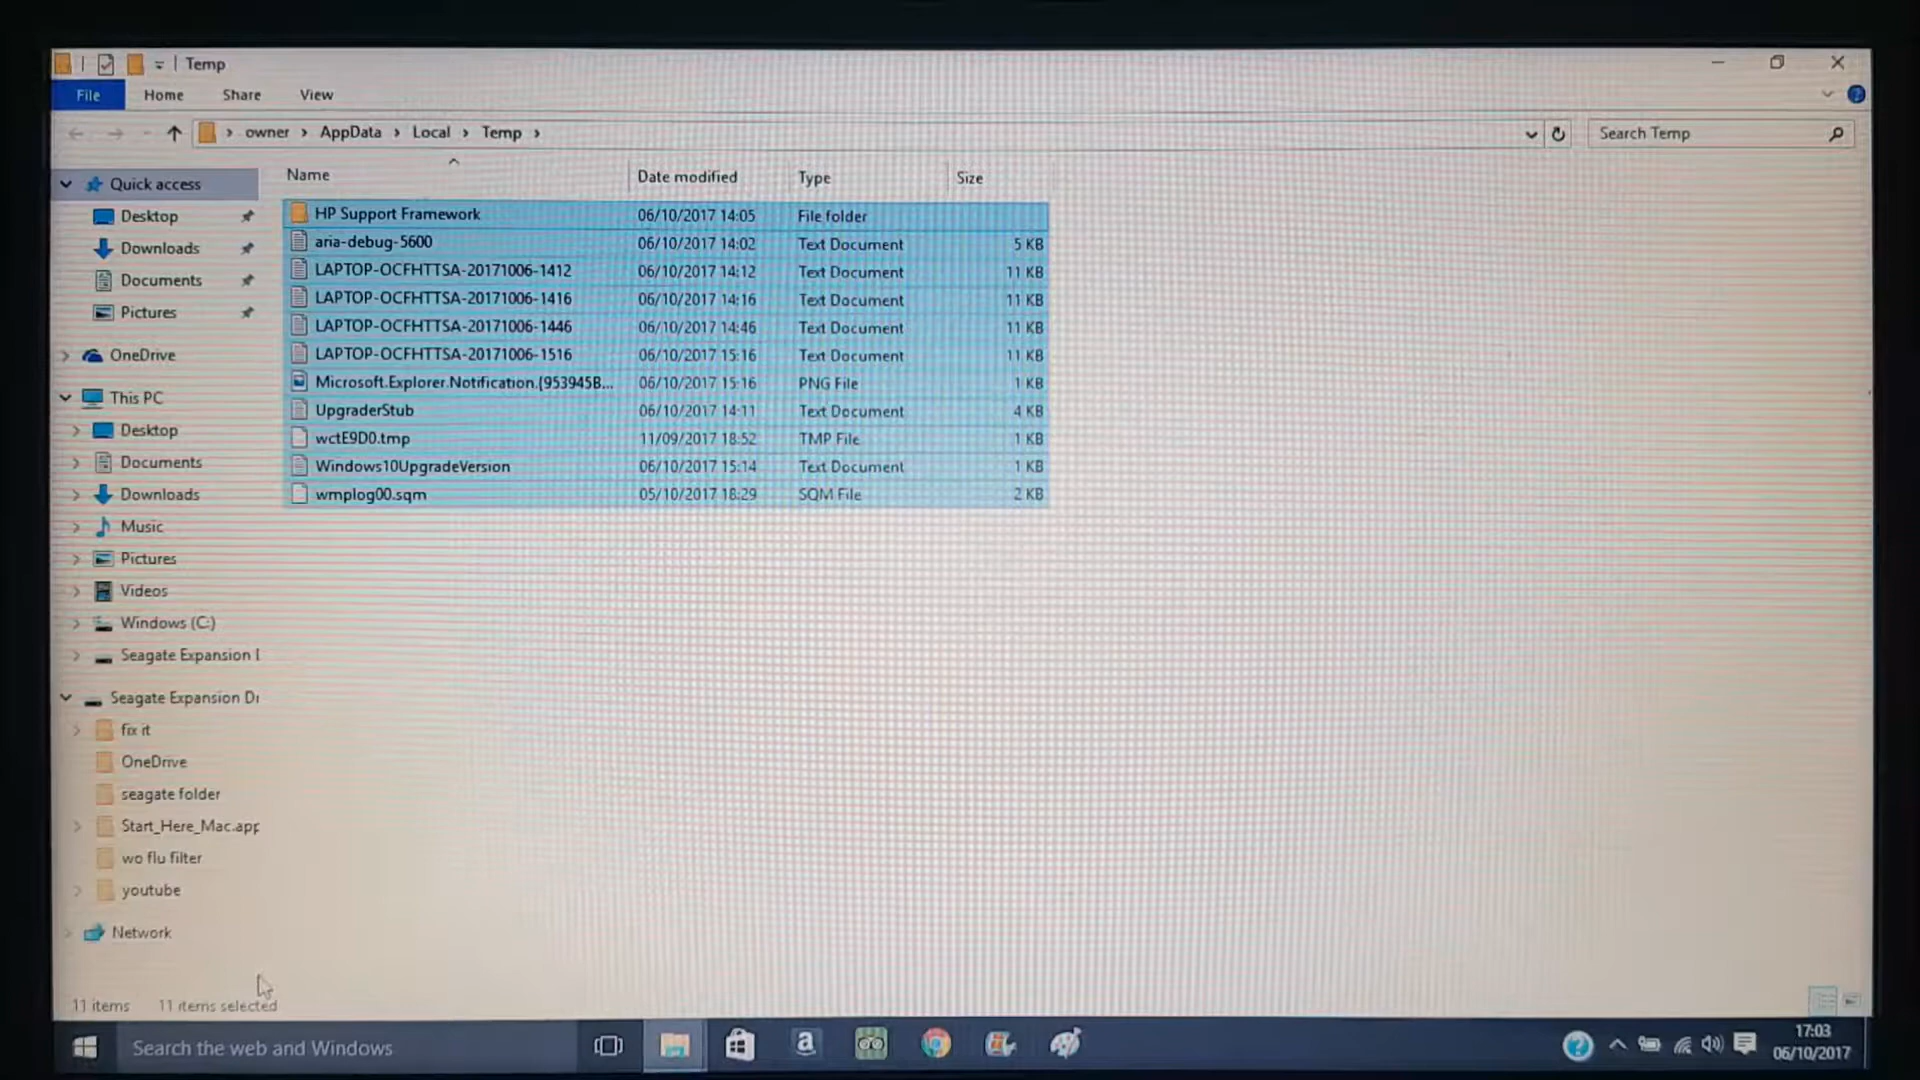 Temp
File Home Share View
owner AppData Local Temp
Search Temp
Name Date modified Type Size
Quick access
Desktop
Downloads
Documents
Pictures
OneDrive
This PC
Desktop
Documents
Downloads
Music
Pictures
Videos
Windows (C:)
Seagate Expansion D
Seagate Expansion Dr
fix it
OneDrive
seagate folder
Start_Here_Mac.app
wo flu filter
youtube
Network
HP Support Framework 06/10/2017 14:05 File folder
aria-debug-5600 06/10/2017 14:02 Text Document 5 KB
LAPTOP-OCFHTTSA-20171006-1412 06/10/2017 14:12 Text Document 11 KB
LAPTOP-OCFHTTSA-20171006-1416 06/10/2017 14:16 Text Document 11 KB
LAPTOP-OCFHTTSA-20171006-1446 06/10/2017 14:46 Text Document 11 KB
LAPTOP-OCFHTTSA-20171006-1516 06/10/2017 15:16 Text Document 11 KB
Microsoft.Explorer.Notification.{953945B... 06/10/2017 15:16 PNG File 1 KB
UpgraderStub 06/10/2017 14:11 Text Document 4 KB
wctE9D0.tmp 11/09/2017 18:52 TMP File 1 KB
Windows10UpgradeVersion 06/10/2017 15:14 Text Document 1 KB
wmplog00.sqm 05/10/2017 18:29 SQM File 2 KB
11 items 11 items selected
Search the web and Windows
17:03
06/10/2017